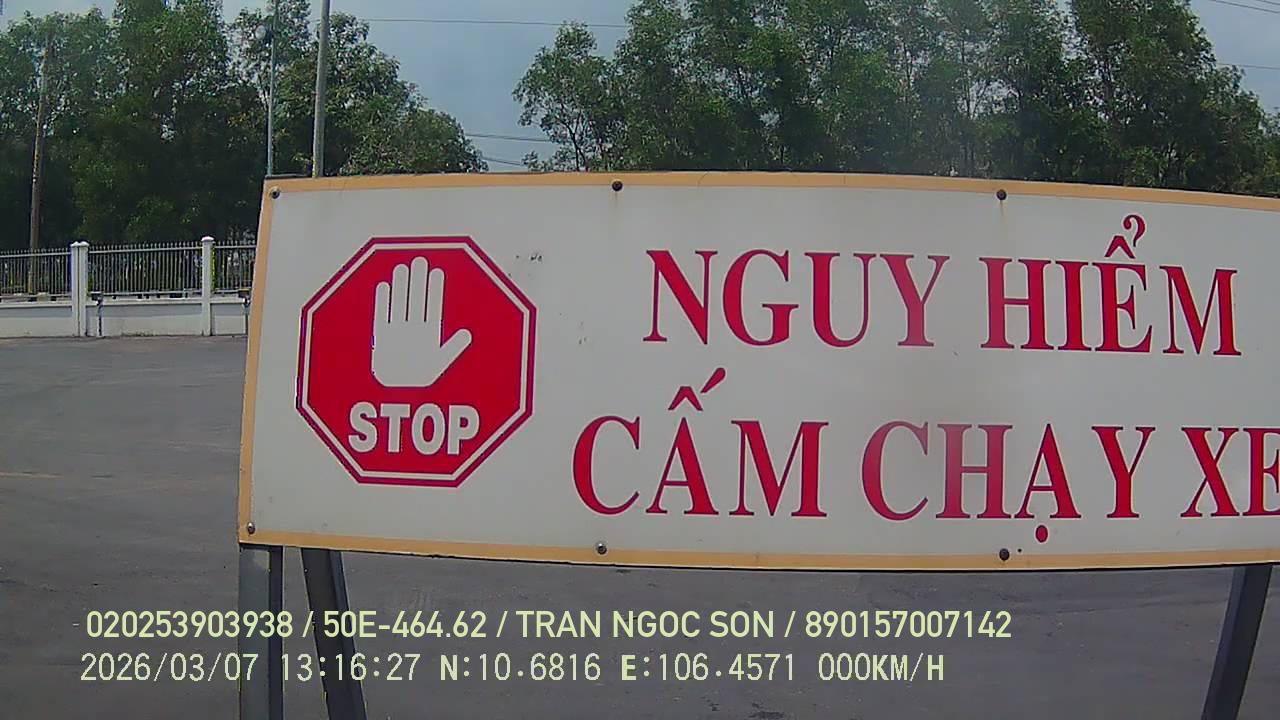 STOP
NGUY HIỂM
CẤM CHẠY XE
020253903938 / 50E-464.62 / TRAN NGOC SON / 890157007142
2026/03/07 13:16:27 N:10.6816 E:106.4571 000KM/H